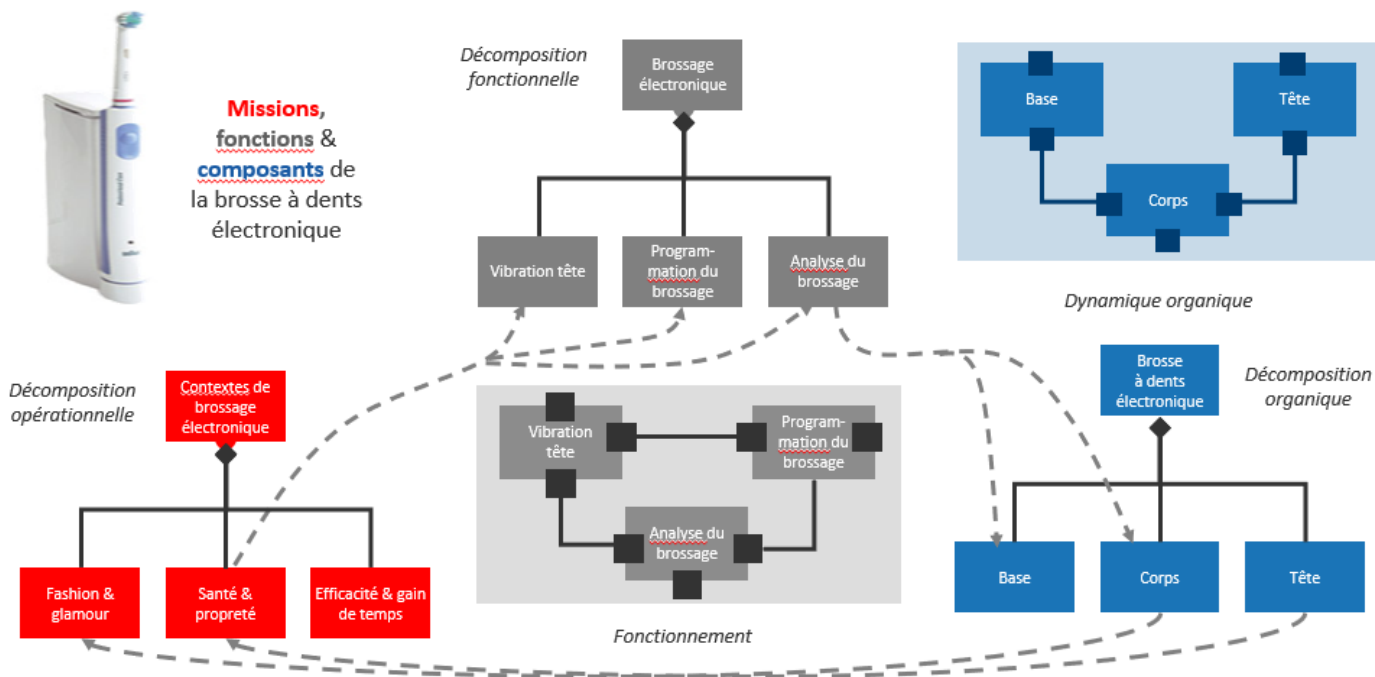 Missions,
fonctions &
composants de
la brosse à dents
électronique
Décomposition
fonctionnelle
Brossage
électronique
Vibration tête
Program-
mation du
brossage
Analyse du
brossage
Base
Tête
Corps
Dynamique organique
Décomposition
opérationnelle
Contextes de
brossage
électronique
Fashion &
glamour
Santé &
propreté
Efficacité & gain
de temps
Vibration
tête
Program-
mation du
brossage
Analyse du
brossage
Fonctionnement
Brosse
à dents
électronique
Décomposition
organique
Base
Corps
Tête